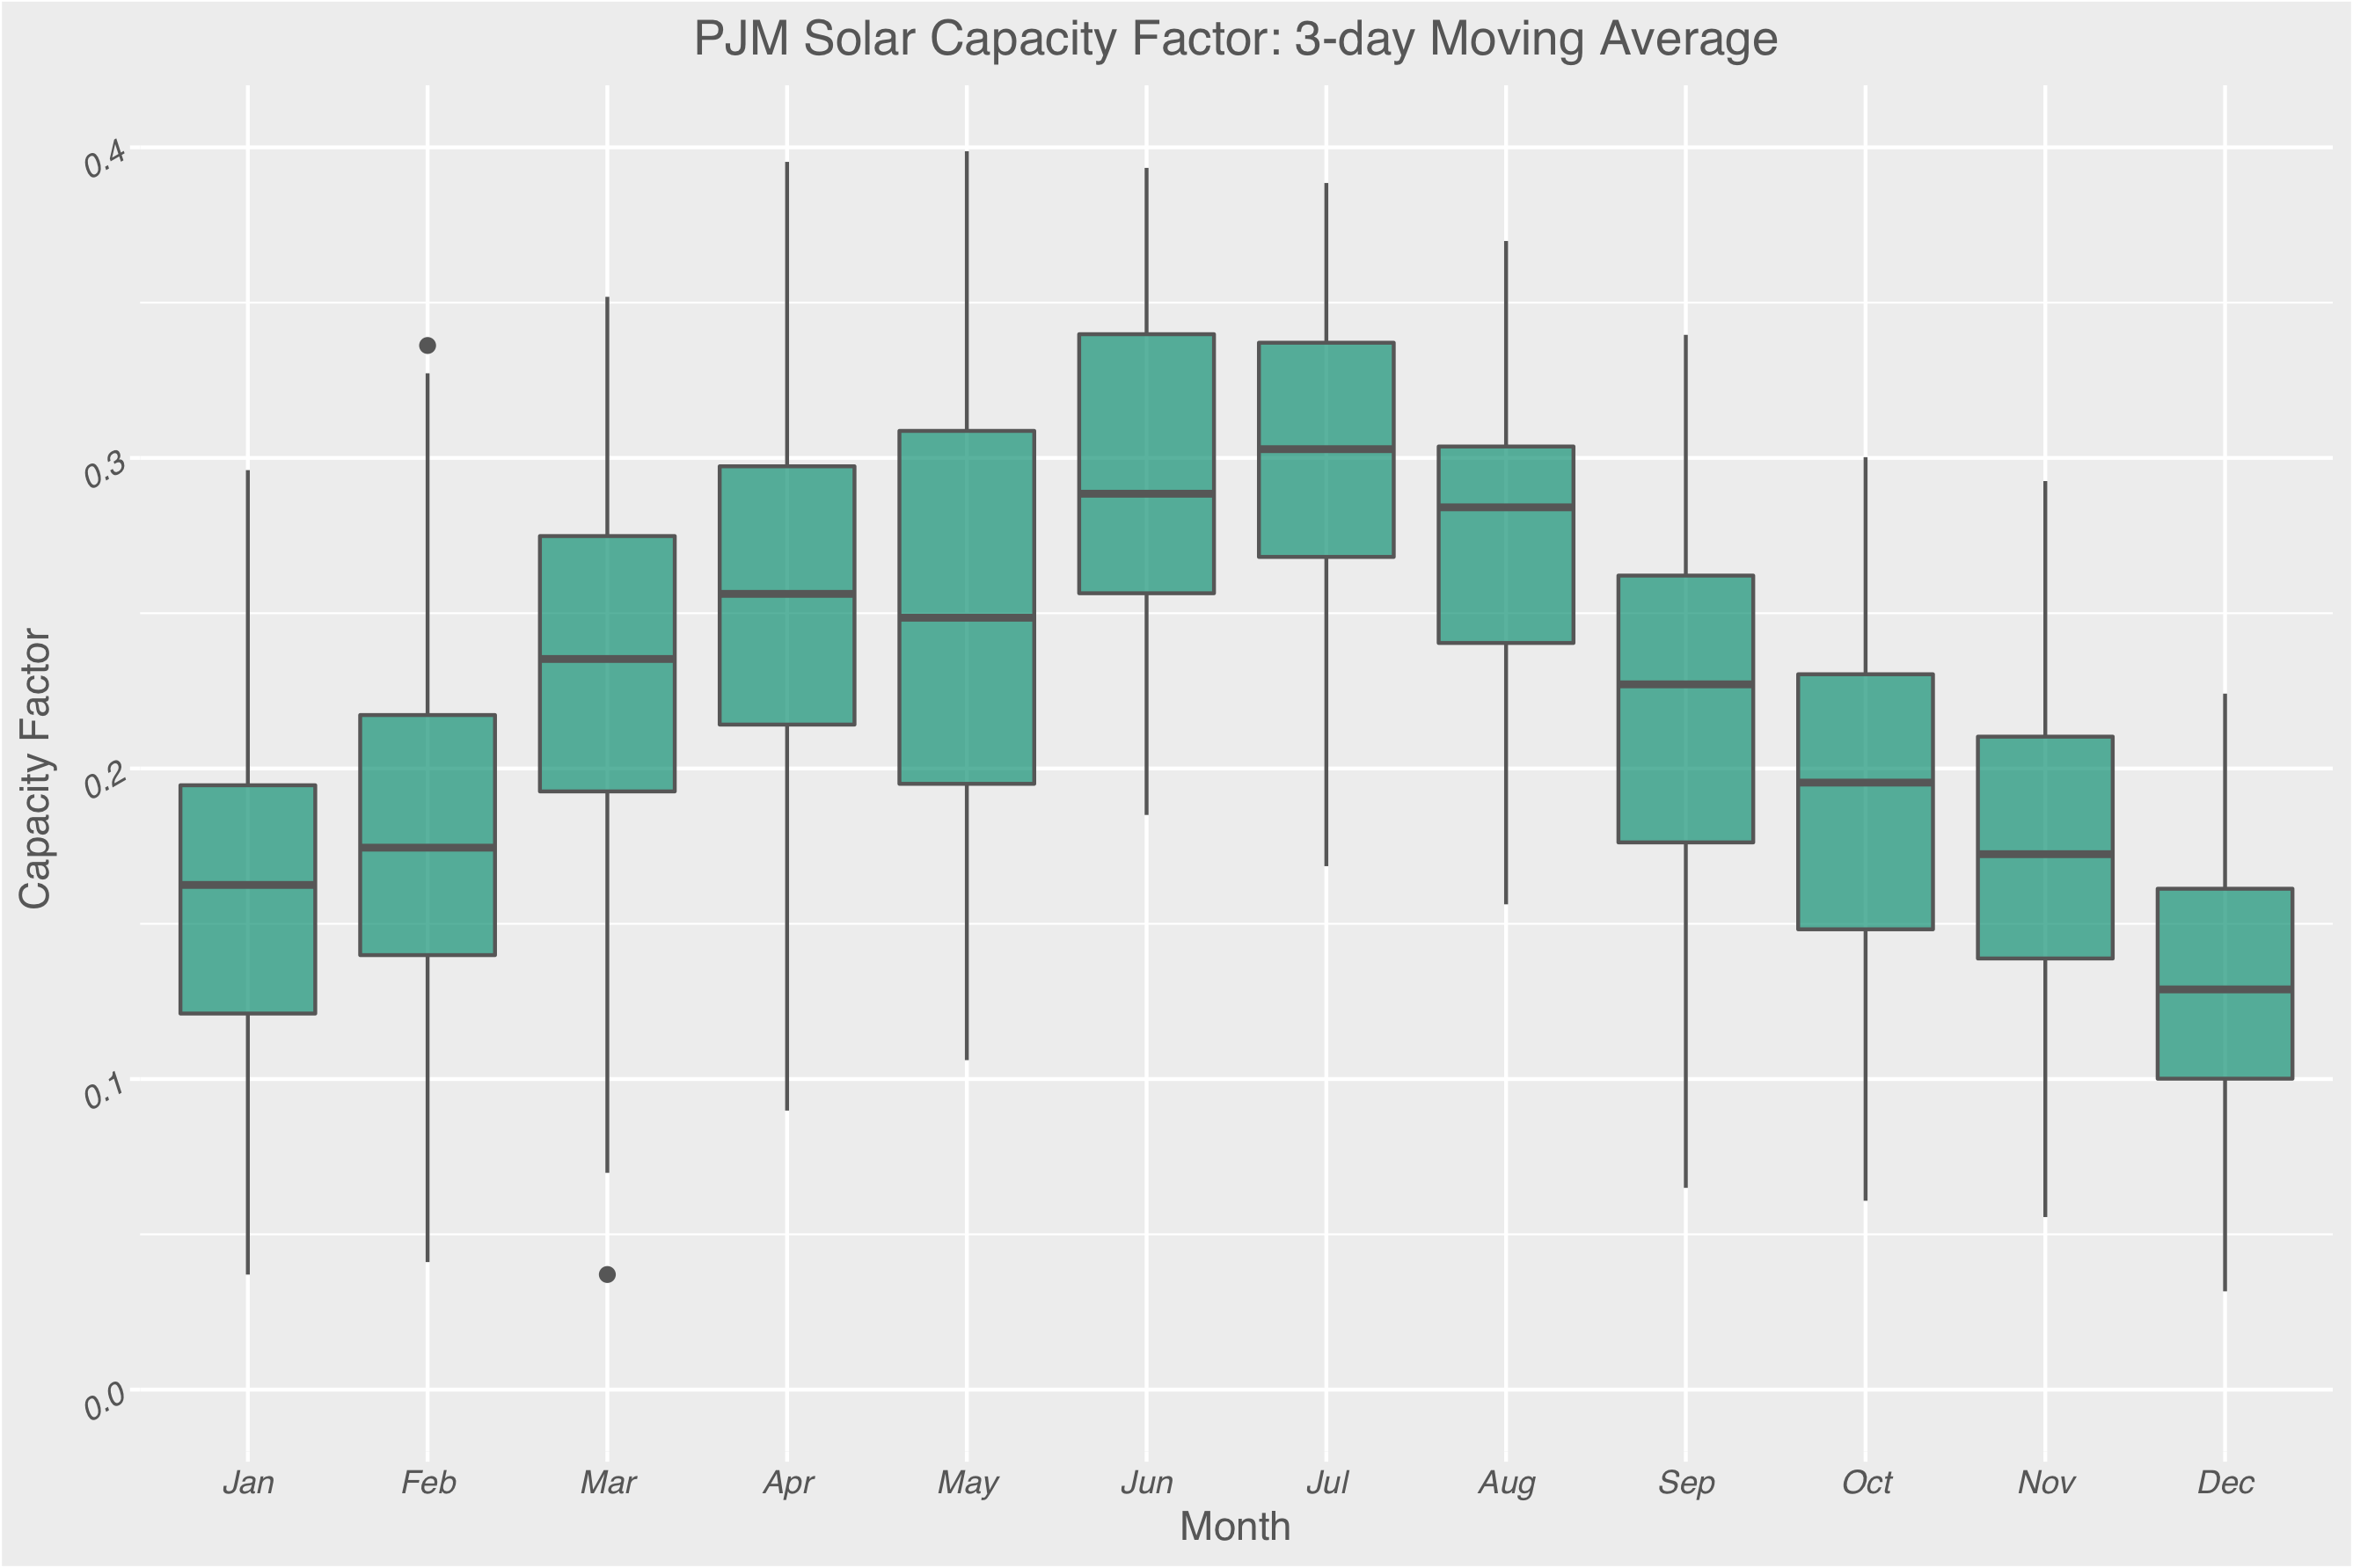 PJM Solar Capacity Factor: 3-day Moving Average
0.4
0.3
0.2
0.1
0.0
Capacity Factor
Jan Feb Mar Apr May Jun Jul Aug Sep Oct Nov Dec
Month